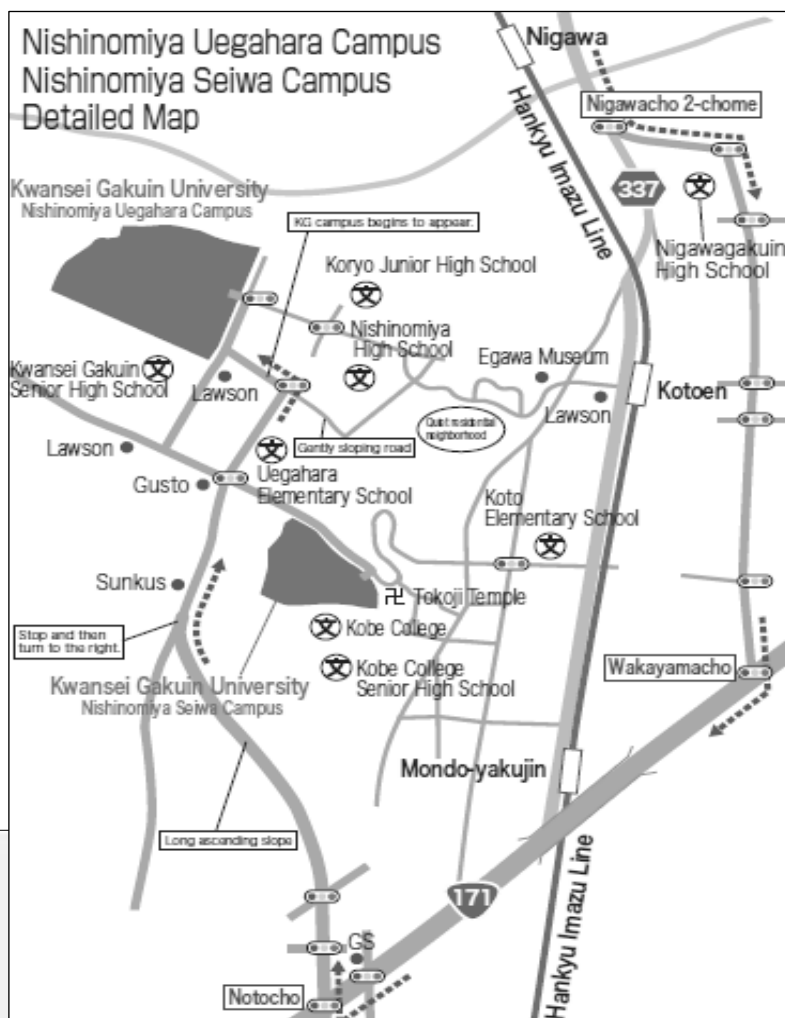 Nishinomiya Uegahara Campus
Nishinomiya Seiwa Campus
Detailed Map
Nigawa
Hankyu Imazu Line
Nigawacho 2-chome
337
Nigawagakuin
High School
Kwansei Gakuin University
Nishinomiya Uegahara Campus
KG campus begins to appear.
Koryo Junior High School
Nishinomiya
High School
Egawa Museum
Kotoen
Lawson
Kwansei Gakuin
Senior High School
Lawson
Quiet residential
neighborhood
Gently sloping road
Lawson
Gusto
Uegahara
Elementary School
Koto
Elementary School
Sunkus
卍 Tokoji Temple
Stop and then
turn to the right.
Kobe College
Kwansei Gakuin University
Nishinomiya Seiwa Campus
Kobe College
Senior High School
Wakayamacho
Mondo-yakujin
Long ascending slope
171
Hankyu Imazu Line
GS
Notocho